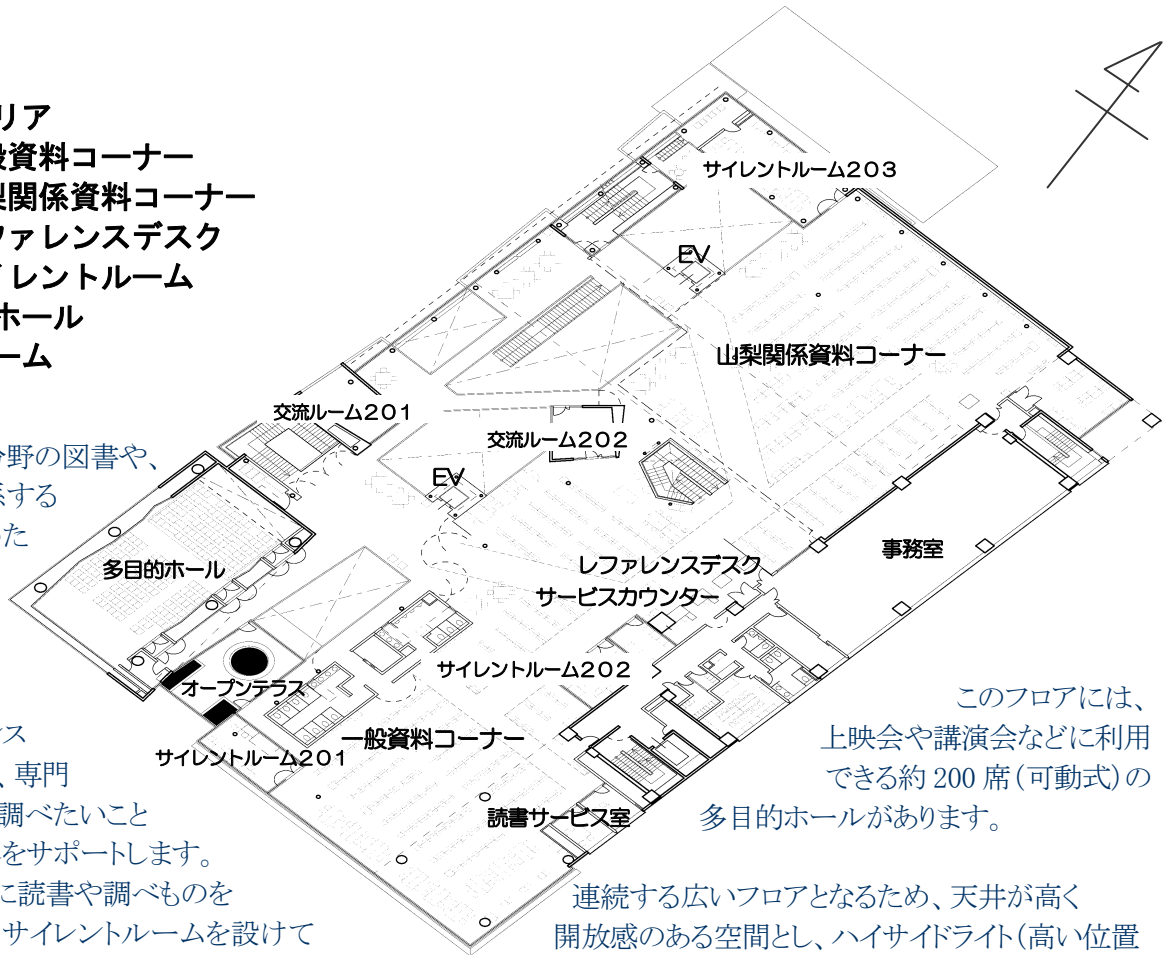 リア
資料コーナー
関係資料コーナー
ファレンスデスク
イレントルーム
ホール
ーム
サイレントルーム203
EV
山梨関係資料コーナー
交流ルーム201
交流ルーム202
EV
多目的ホール
レファレンスデスク
サービスカウンター
事務室
サイレントルーム202
オープンテラス
一般資料コーナー
サイレントルーム201
読書サービス室
野の図書や、
する
た
ンス
、専門
調べたいこと
をサポートします。
に読書や調べものを
サイレントルームを設けて
このフロアには、
上映会や講演会などに利用
できる約200席(可動式)の
多目的ホールがあります。
連続する広いフロアとなるため、天井が高く
開放感のある空間とし、ハイサイドライト(高い位置